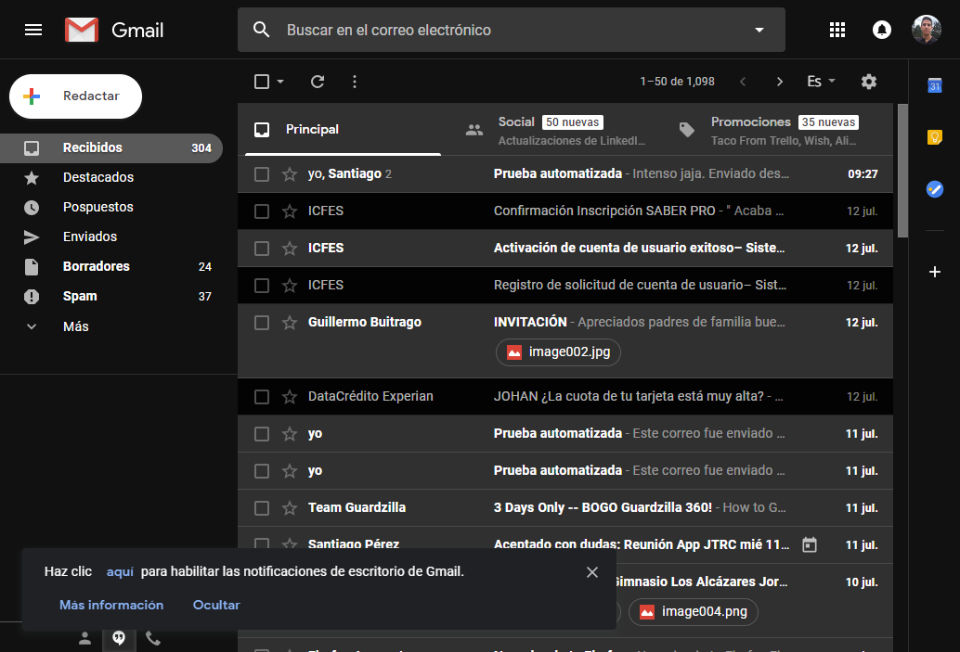 Gmail
Buscar en el correo electrónico
Redactar
1–50 de 1,098
Es
31
Recibidos 304
Destacados
Pospuestos
Enviados
Borradores 24
Spam 37
Más
Principal
Social 50 nuevas
Actualizaciones de LinkedI…
Promociones 35 nuevas
Taco From Trello, Wish, Ali…
yo, Santiago 2 Prueba automatizada - Intenso jaja. Enviado des… 09:27
ICFES Confirmación Inscripción SABER PRO - " Acaba … 12 jul.
ICFES Activación de cuenta de usuario exitoso– Siste… 12 jul.
ICFES Registro de solicitud de cuenta de usuario– Sist… 12 jul.
Guillermo Buitrago INVITACIÓN - Apreciados padres de familia bue… 12 jul.
image002.jpg
DataCrédito Experian JOHAN ¿La cuota de tu tarjeta está muy alta? - … 12 jul.
yo Prueba automatizada - Este correo fue enviado … 11 jul.
yo Prueba automatizada - Este correo fue enviado … 11 jul.
Team Guardzilla 3 Days Only -- BOGO Guardzilla 360! - How to G… 11 jul.
Santiago Pérez Aceptado con dudas: Reunión App JTRC mié 11… 11 jul.
Gimnasio Los Alcázares Jor… 10 jul.
image004.png
Haz clic aquí para habilitar las notificaciones de escritorio de Gmail.
Más información Ocultar